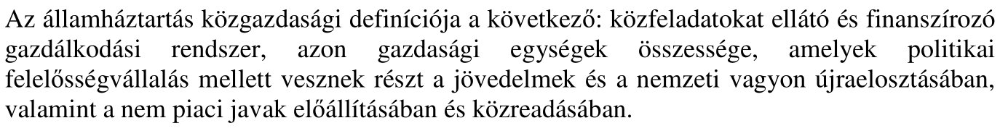 Az államháztartás közgazdasági definíciója a következő: közfeladatokat ellátó és finanszírozó
gazdálkodási rendszer, azon gazdasági egységek összessége, amelyek politikai
felelősségvállalás mellett vesznek részt a jövedelmek és a nemzeti vagyon újraelosztásában,
valamint a nem piaci javak előállításában és közreadásában.